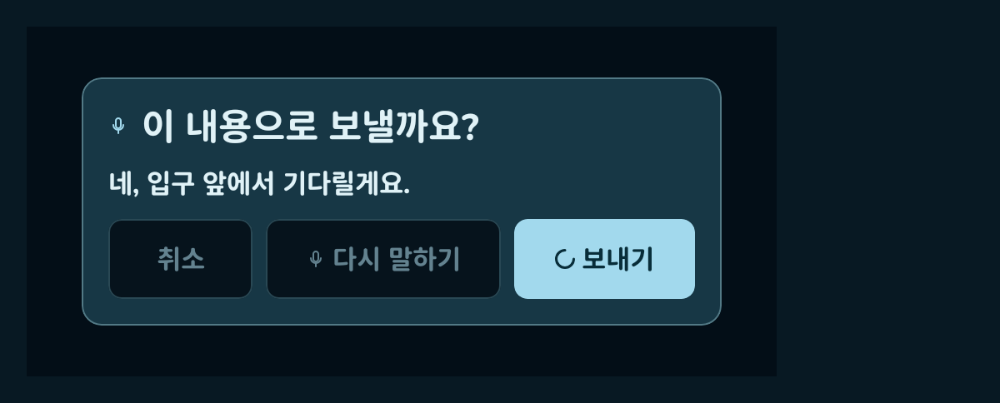 이 내용으로 보낼까요?
네, 입구 앞에서 기다릴게요.
취소 다시 말하기 보내기